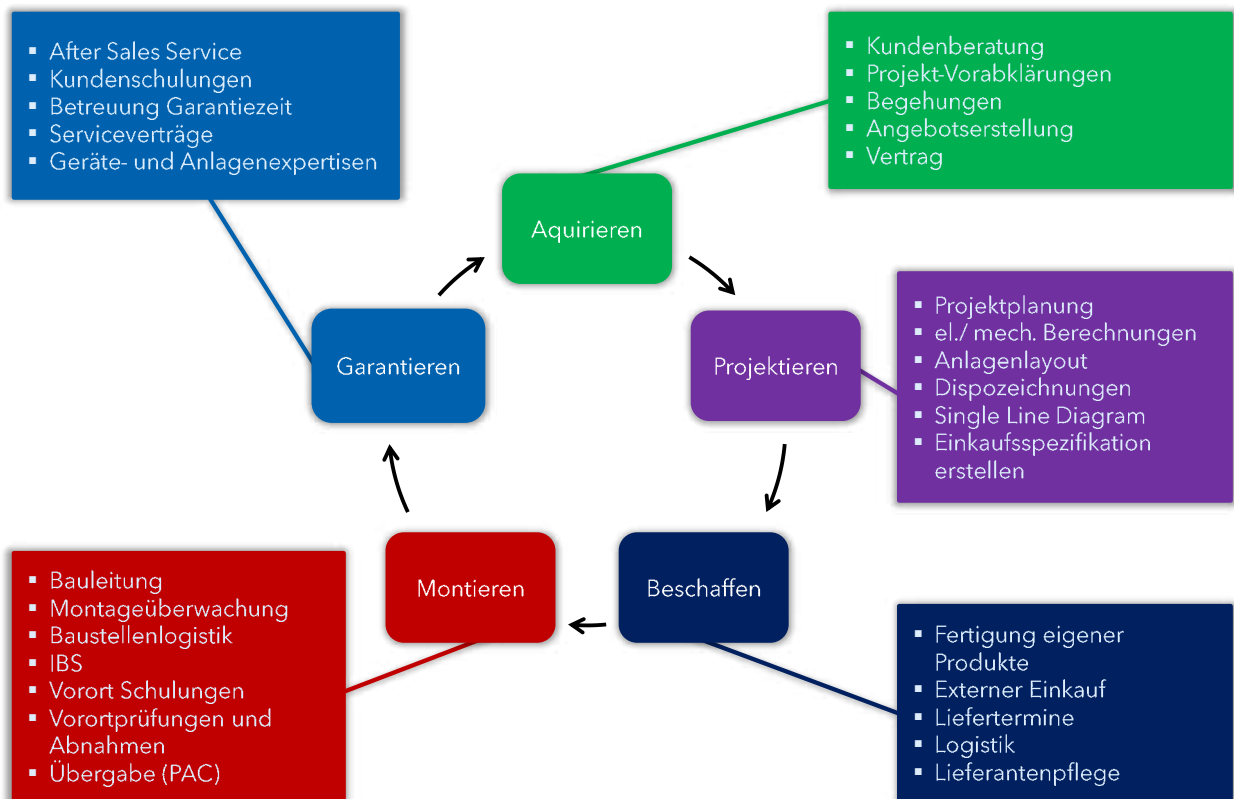 ▪ After Sales Service
▪ Kundenschulungen
▪ Betreuung Garantiezeit
▪ Serviceverträge
▪ Geräte- und Anlagenexpertisen
▪ Kundenberatung
▪ Projekt-Vorabklärungen
▪ Begehungen
▪ Angebotserstellung
▪ Vertrag
Aquirieren
Garantieren
Projektieren
▪ Projektplanung
▪ el./ mech. Berechnungen
▪ Anlagenlayout
▪ Dispozeichnungen
▪ Single Line Diagram
▪ Einkaufsspezifikation
erstellen
Montieren
Beschaffen
▪ Bauleitung
▪ Montageüberwachung
▪ Baustellenlogistik
▪ IBS
▪ Vorort Schulungen
▪ Vorortprüfungen und
Abnahmen
▪ Übergabe (PAC)
▪ Fertigung eigener
Produkte
▪ Externer Einkauf
▪ Liefertermine
▪ Logistik
▪ Lieferantenpflege